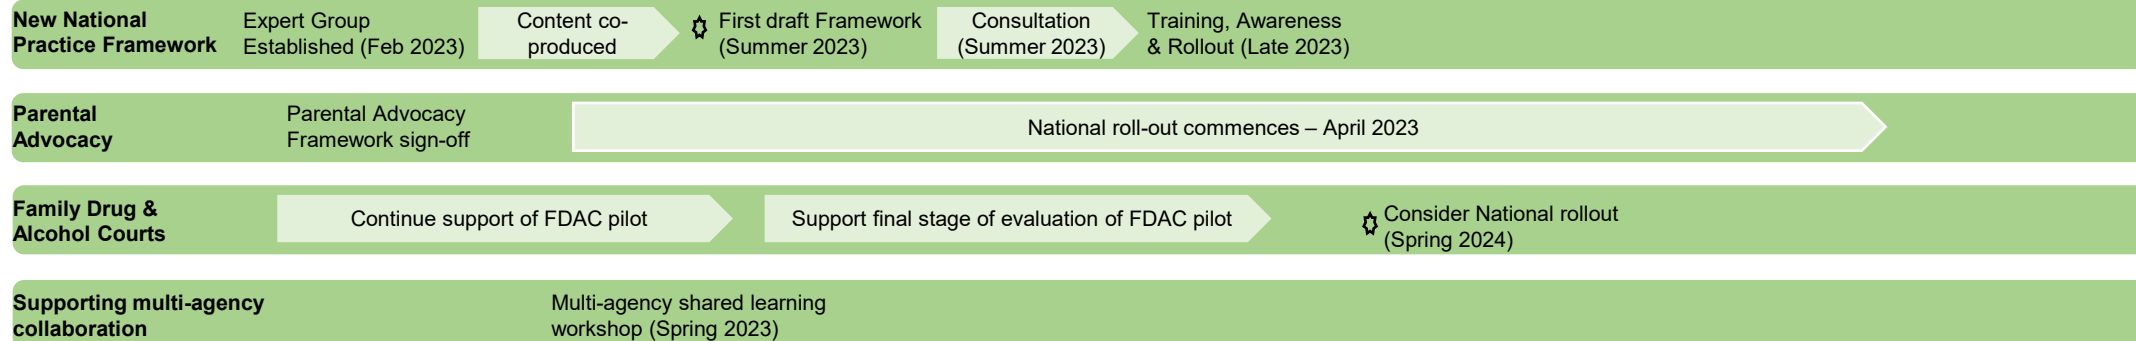 New National
Practice Framework
Expert Group
Established (Feb 2023)
Content co-
produced
First draft Framework
(Summer 2023)
Consultation
(Summer 2023)
Training, Awareness
& Rollout (Late 2023)
Parental
Advocacy
Parental Advocacy
Framework sign-off
National roll-out commences – April 2023
Family Drug &
Alcohol Courts
Continue support of FDAC pilot
Support final stage of evaluation of FDAC pilot
Consider National rollout
(Spring 2024)
Supporting multi-agency
collaboration
Multi-agency shared learning
workshop (Spring 2023)